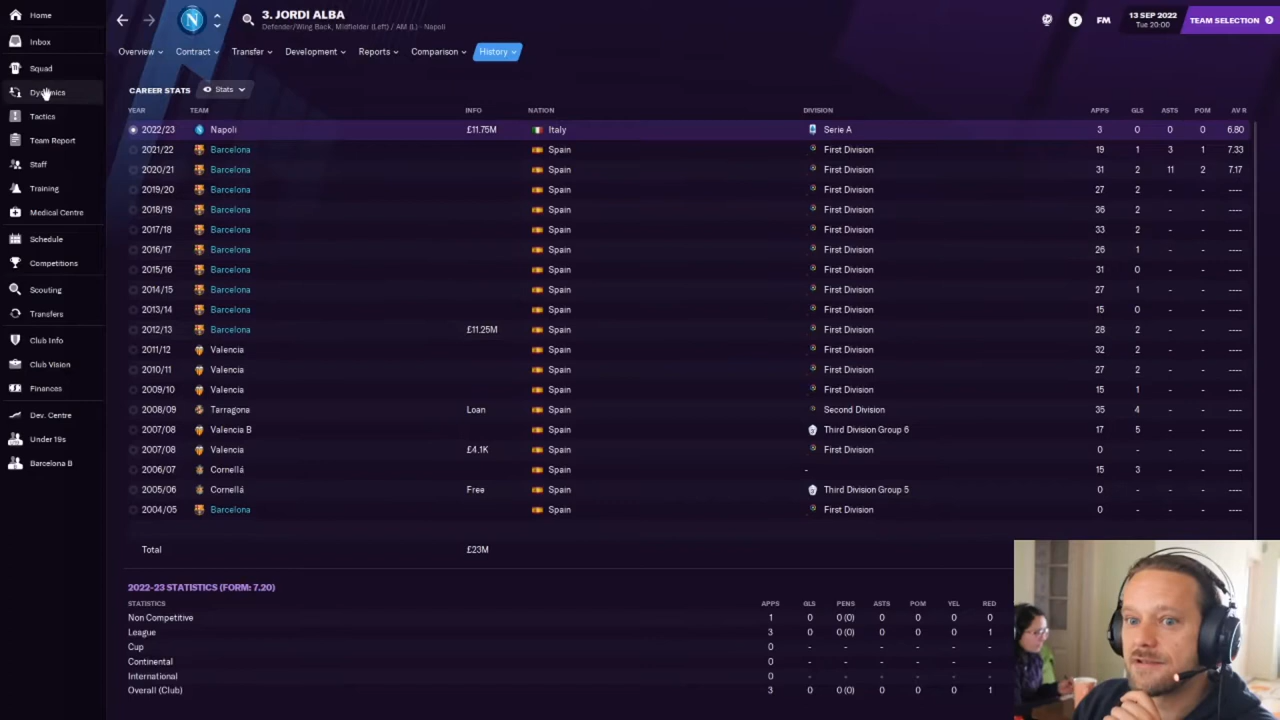 Home
Inbox
Squad
Dynamics
Tactics
Team Report
Staff
Training
Medical Centre
Schedule
Competitions
Scouting
Transfers
Club Info
Club Vision
Finances
Dev. Centre
Under 19s
Barcelona B
3. JORDI ALBA
Defender/Wing Back, Midfielder (Left) / AM (L) - Napoli
FM
13 SEP 2022
Tue 20:00
TEAM SELECTION
Overview Contract Transfer Development Reports Comparison History
CAREER STATS Stats
YEAR TEAM INFO NATION DIVISION APPS GLS ASTS POM AV R
2022/23 Napoli £11.75M Italy Serie A 3 0 0 0 6.80
2021/22 Barcelona Spain First Division 19 1 3 1 7.33
2020/21 Barcelona Spain First Division 31 2 11 2 7.17
2019/20 Barcelona Spain First Division 27 2 - - ----
2018/19 Barcelona Spain First Division 36 2 - - ----
2017/18 Barcelona Spain First Division 33 2 - - ----
2016/17 Barcelona Spain First Division 26 1 - - ----
2015/16 Barcelona Spain First Division 31 0 - - ----
2014/15 Barcelona Spain First Division 27 1 - - ----
2013/14 Barcelona Spain First Division 15 0 - - ----
2012/13 Barcelona £11.25M Spain First Division 28 2 - - ----
2011/12 Valencia Spain First Division 32 2 - - ----
2010/11 Valencia Spain First Division 27 2 - - ----
2009/10 Valencia Spain First Division 15 1 - - ----
2008/09 Tarragona Loan Spain Second Division 35 4 - - ----
2007/08 Valencia B Spain Third Division Group 6 17 5 - - ----
2007/08 Valencia £4.1K Spain First Division 0 - - - ----
2006/07 Cornellá Spain - 15 3 - - ----
2005/06 Cornellá Free Spain Third Division Group 5 0 - - - ----
2004/05 Barcelona Spain First Division 0 - - - ----
Total £23M
2022-23 STATISTICS (FORM: 7.20)
STATISTICS APPS GLS PENS ASTS POM YEL RED
Non Competitive 1 0 0 (0) 0 0 0 0
League 3 0 0 (0) 0 0 0 1
Cup 0 - - - - - -
Continental 0 - - - - - -
International 0 - - - - - -
Overall (Club) 3 0 0 (0) 0 0 0 1